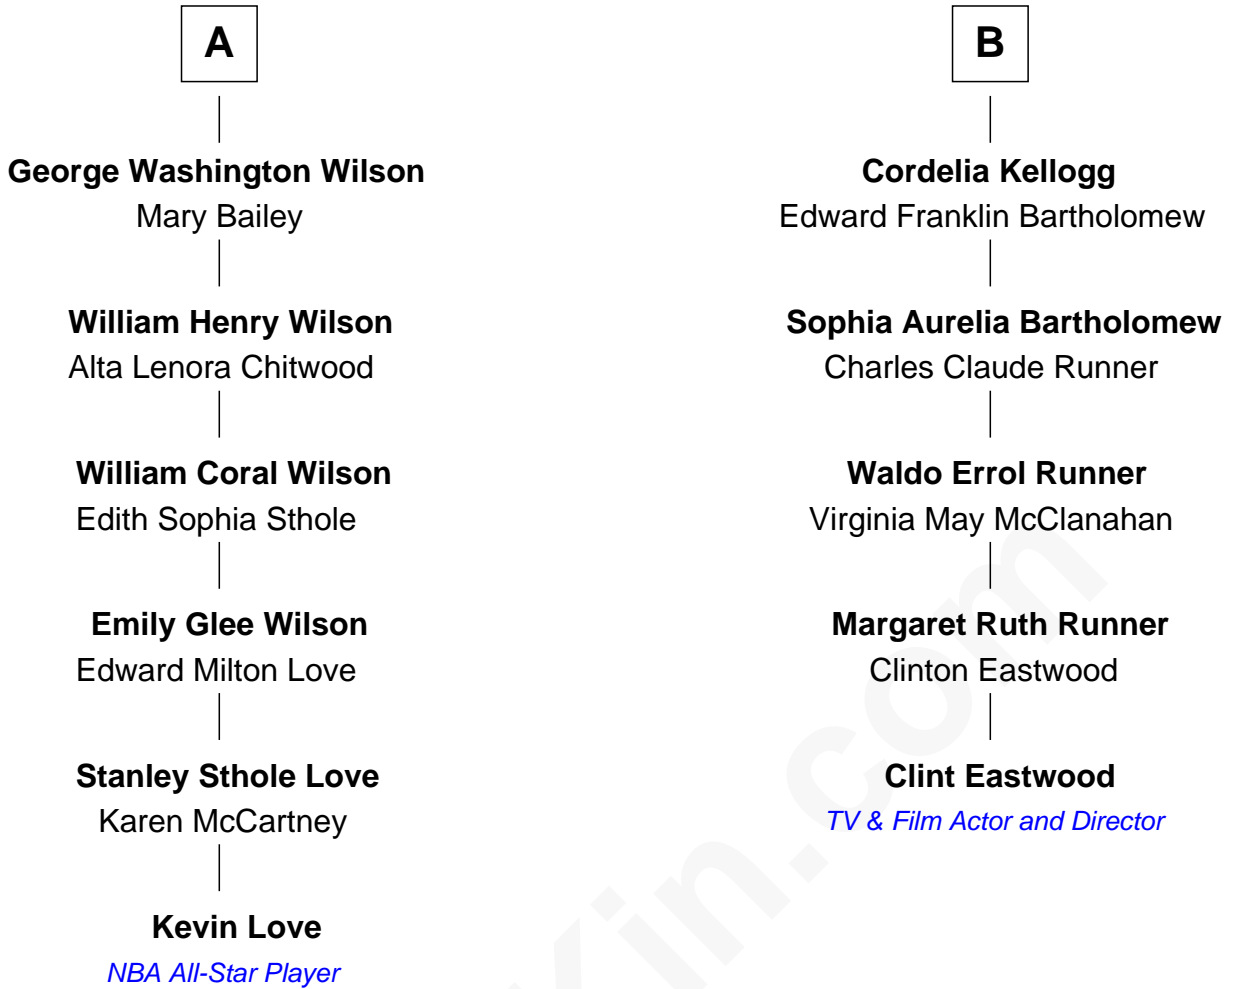 A
George Washington Wilson
Mary Bailey
William Henry Wilson
Alta Lenora Chitwood
William Coral Wilson
Edith Sophia Sthole
Emily Glee Wilson
Edward Milton Love
Stanley Sthole Love
Karen McCartney
Kevin Love
NBA All-Star Player
B
Cordelia Kellogg
Edward Franklin Bartholomew
Sophia Aurelia Bartholomew
Charles Claude Runner
Waldo Errol Runner
Virginia May McClanahan
Margaret Ruth Runner
Clinton Eastwood
Clint Eastwood
TV & Film Actor and Director
Kin.com